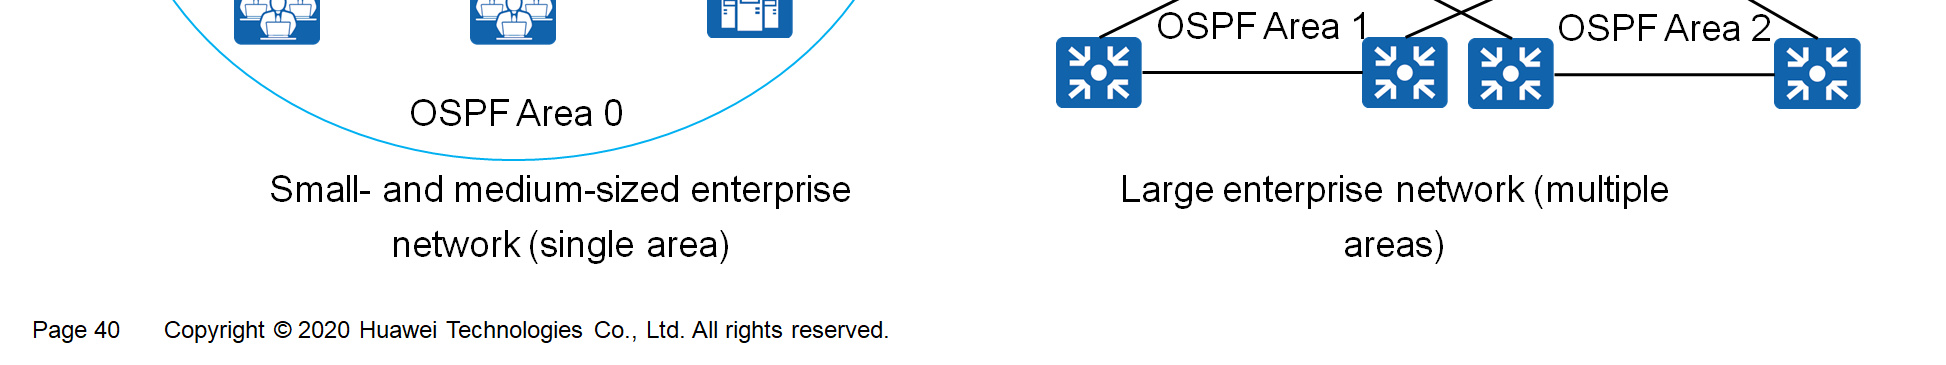 OSPF Area 1
OSPF Area 2
OSPF Area 0
Small- and medium-sized enterprise
network (single area)
Large enterprise network (multiple
areas)
Page 40 Copyright © 2020 Huawei Technologies Co., Ltd. All rights reserved.